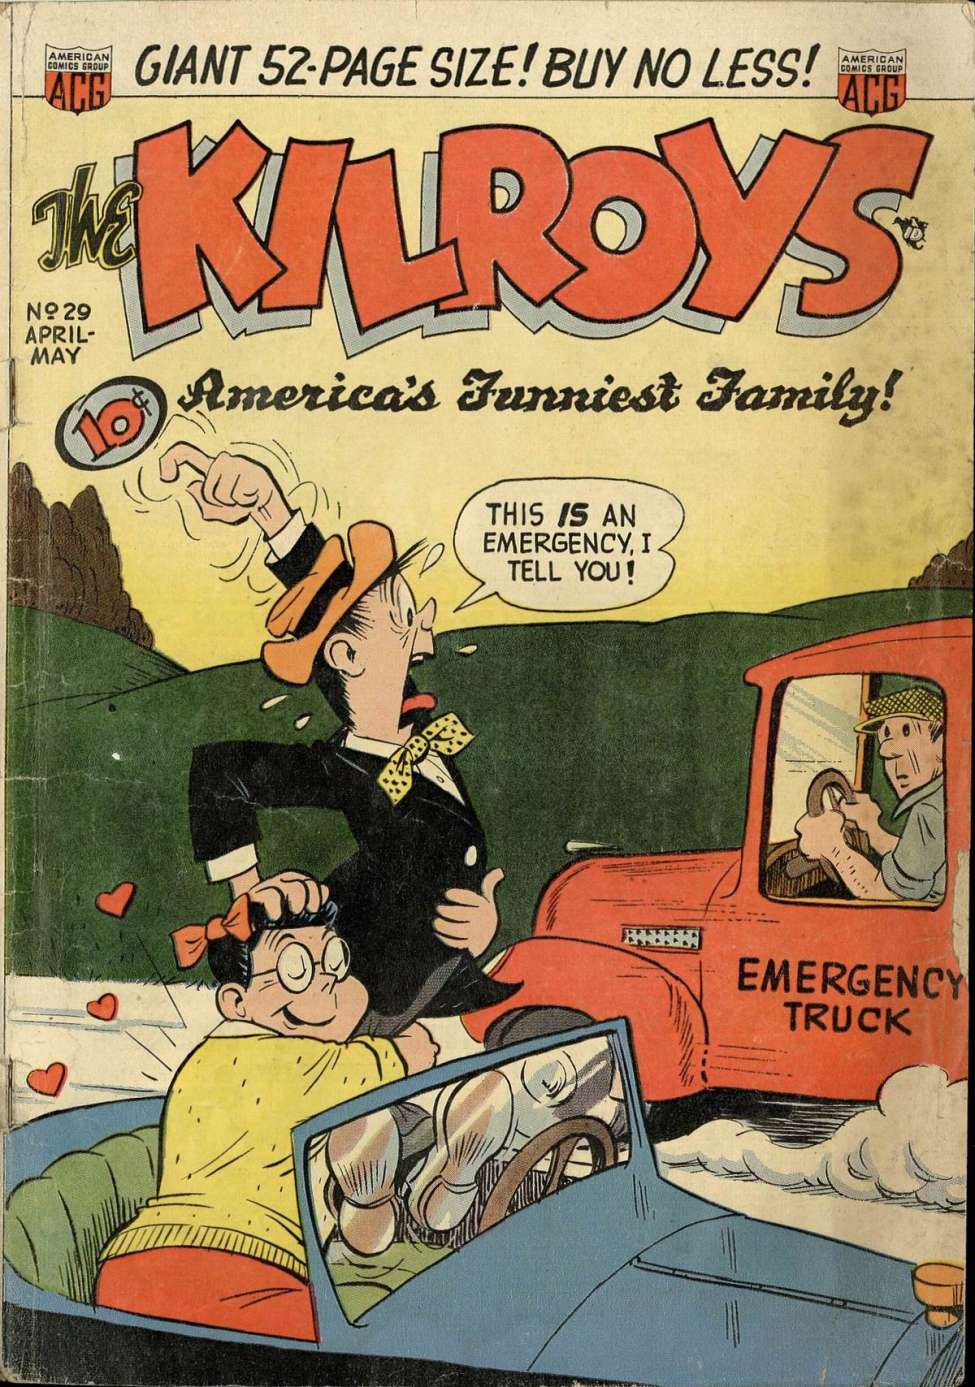 AMERICAN
COMICS GROUP
ACG
GIANT 52-PAGE SIZE! BUY NO LESS!
AMERICAN
COMICS GROUP
ACG
The KILROYS
Nº 29
APRIL-
MAY
10¢
America's Funniest Family!
THIS IS AN
EMERGENCY, I
TELL YOU!
EMERGENCY
TRUCK